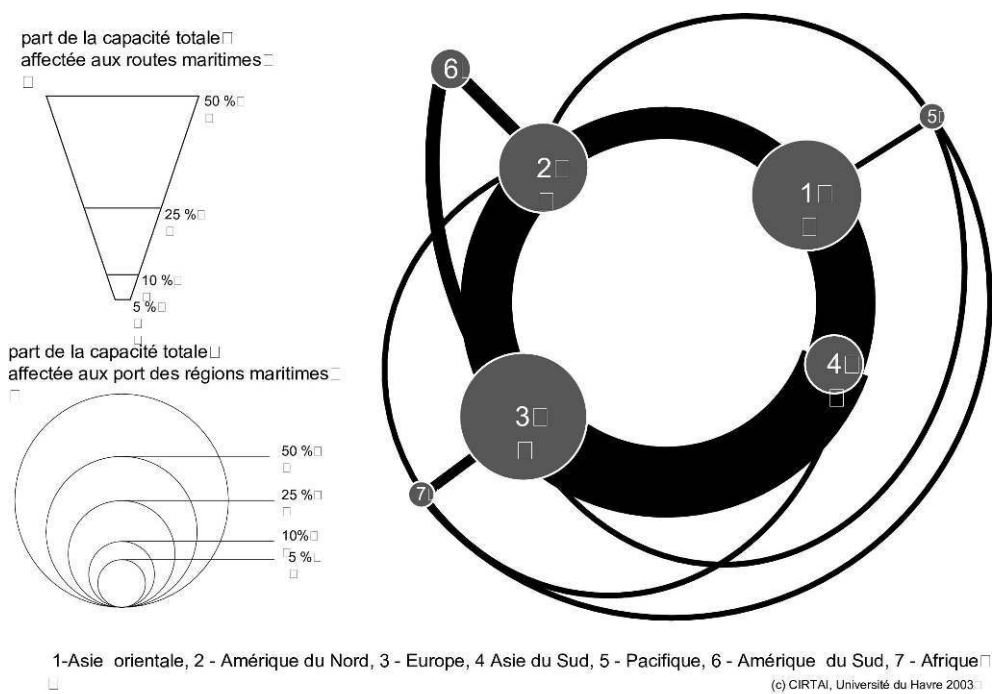 part de la capacité totale
affectée aux routes maritimes
50 %
25 %
10 %
5 %
part de la capacité totale
affectée aux port des régions maritimes
50 %
25 %
10%
5 %
6
5
2
1
4
3
7
1-Asie orientale, 2 - Amérique du Nord, 3 - Europe, 4 Asie du Sud, 5 - Pacifique, 6 - Amérique du Sud, 7 - Afrique
(c) CIRTAI, Université du Havre 2003